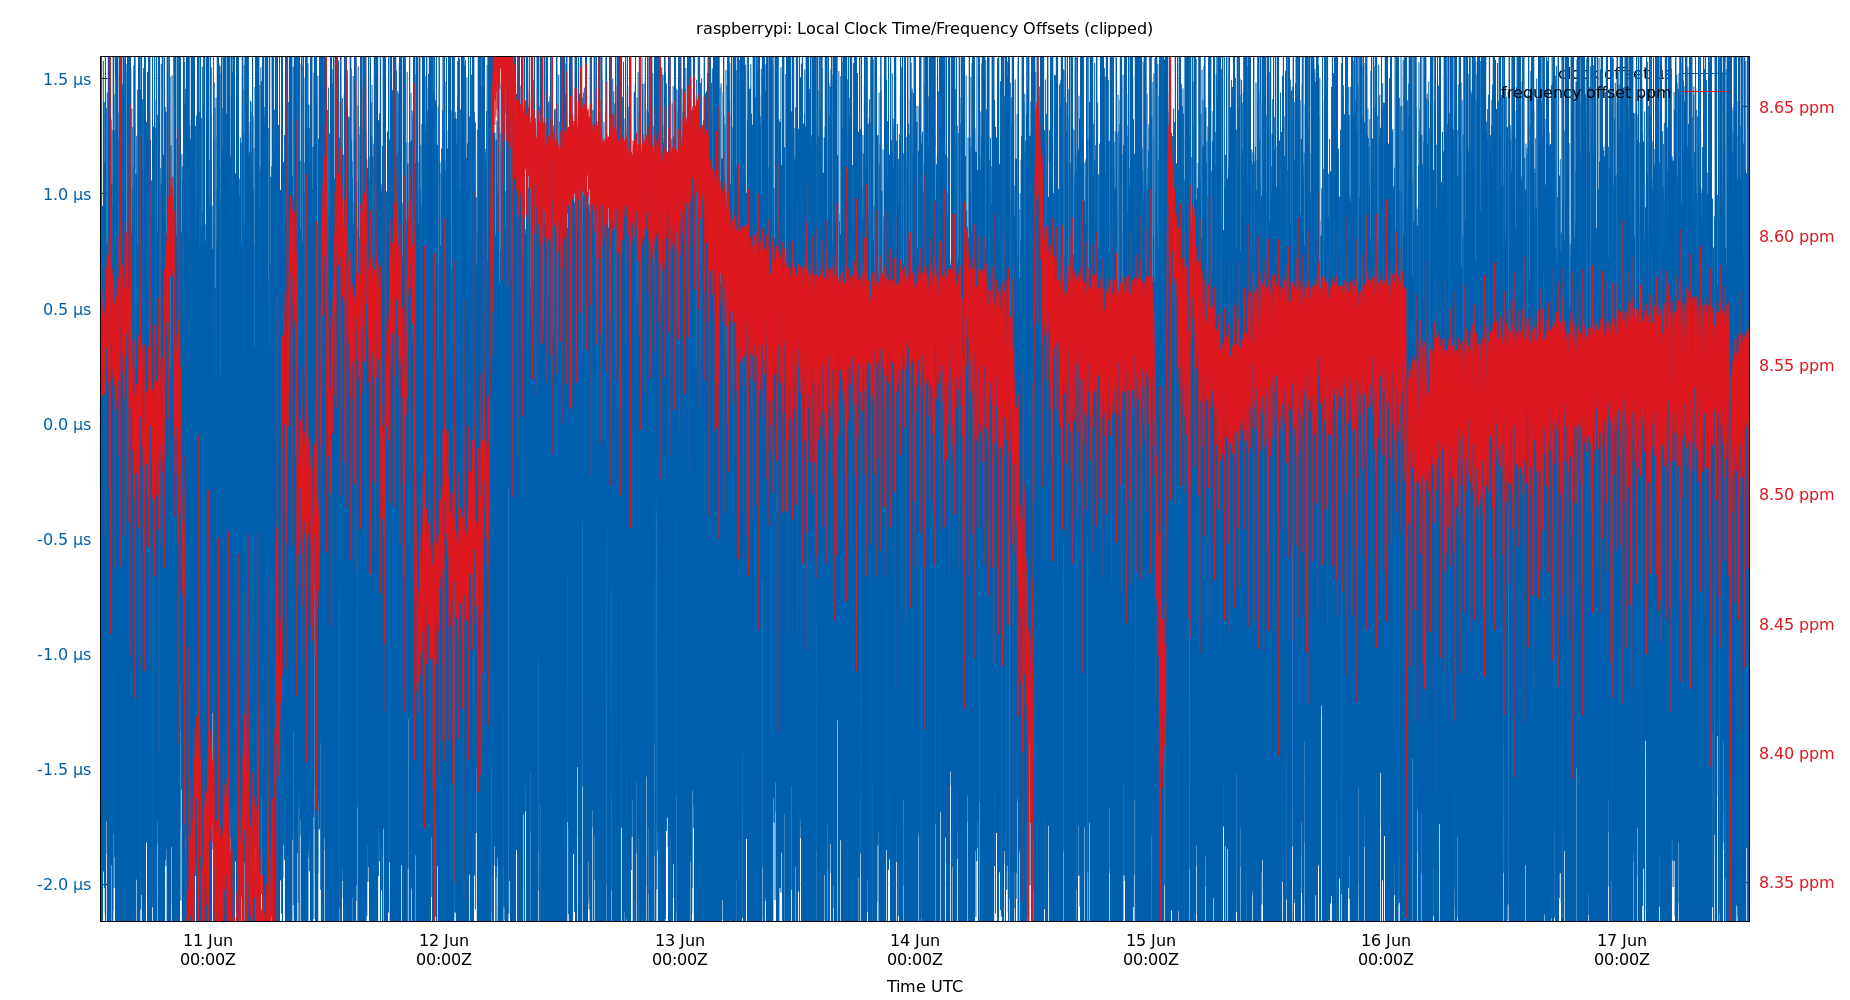 raspberrypi: Local Clock Time/Frequency Offsets (clipped)
1.5 µs
1.0 µs
0.5 µs
0.0 µs
-0.5 µs
-1.0 µs
-1.5 µs
-2.0 µs
clock offset µs
frequency offset ppm
8.65 ppm
8.60 ppm
8.55 ppm
8.50 ppm
8.45 ppm
8.40 ppm
8.35 ppm
11 Jun
00:00Z
12 Jun
00:00Z
13 Jun
00:00Z
14 Jun
00:00Z
15 Jun
00:00Z
16 Jun
00:00Z
17 Jun
00:00Z
Time UTC